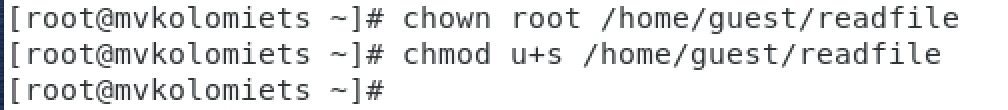 [root@mvkolomiets ~]# chown root /home/guest/readfile
[root@mvkolomiets ~]# chmod u+s /home/guest/readfile
[root@mvkolomiets ~]#